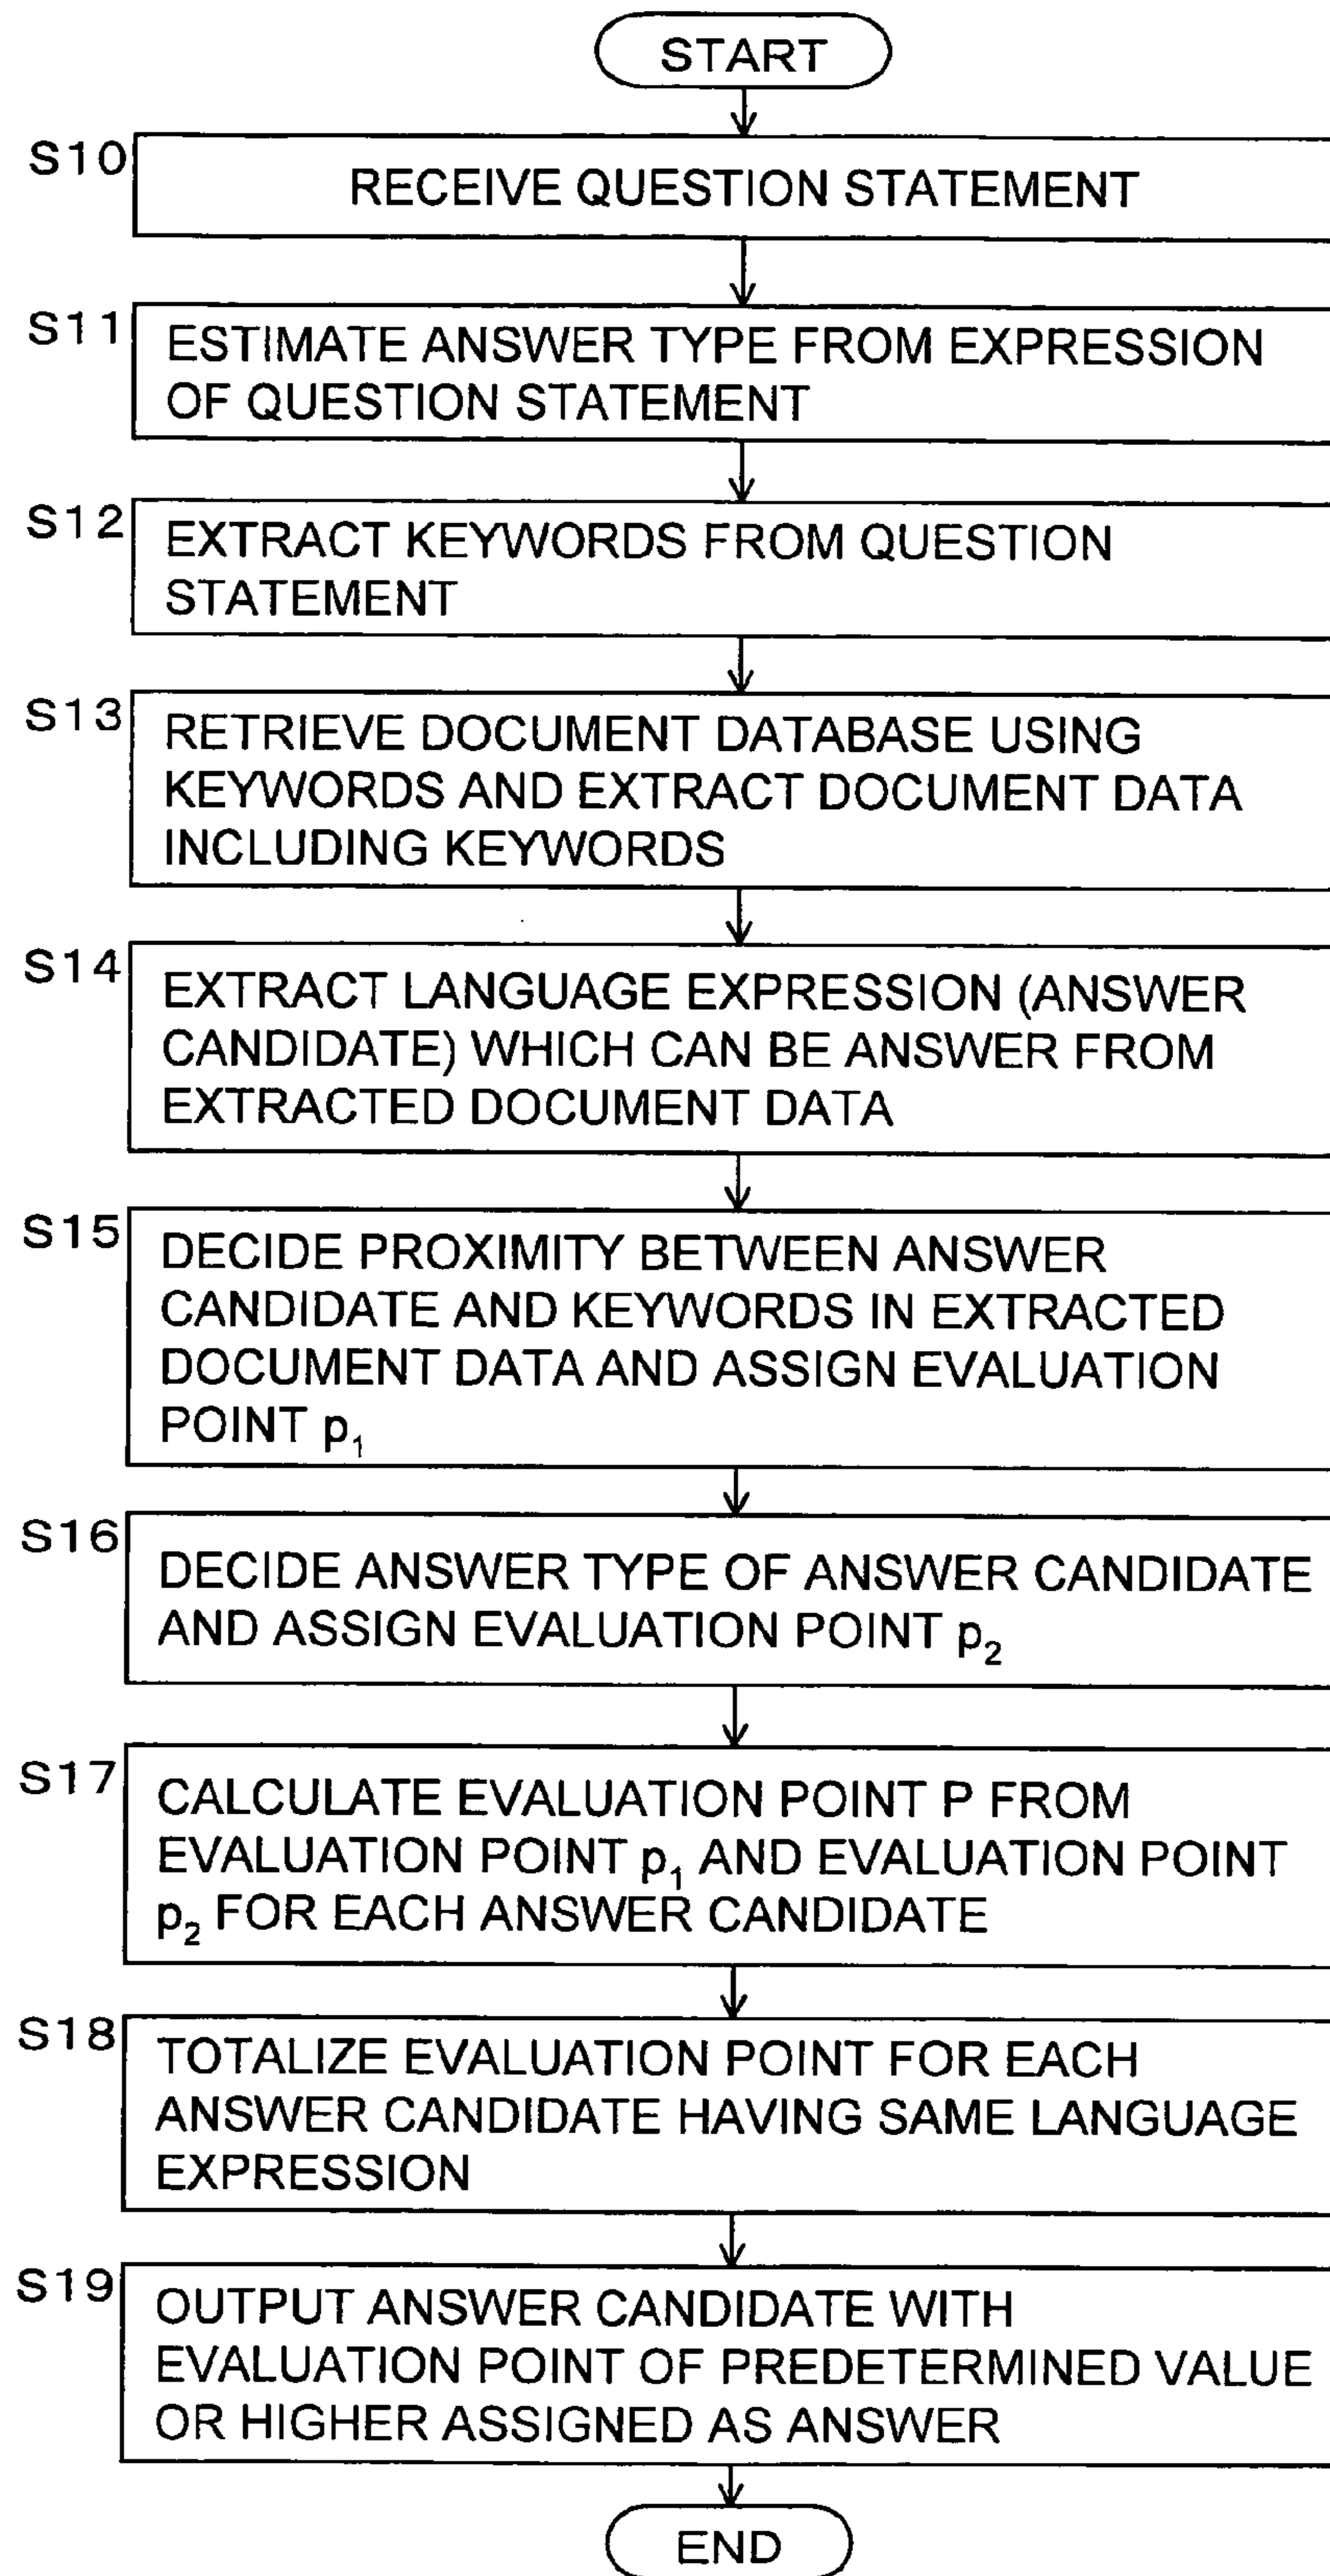 START
S10
RECEIVE QUESTION STATEMENT
S11
ESTIMATE ANSWER TYPE FROM EXPRESSION
OF QUESTION STATEMENT
S12
EXTRACT KEYWORDS FROM QUESTION
STATEMENT
S13
RETRIEVE DOCUMENT DATABASE USING
KEYWORDS AND EXTRACT DOCUMENT DATA
INCLUDING KEYWORDS
S14
EXTRACT LANGUAGE EXPRESSION (ANSWER
CANDIDATE) WHICH CAN BE ANSWER FROM
EXTRACTED DOCUMENT DATA
S15
DECIDE PROXIMITY BETWEEN ANSWER
CANDIDATE AND KEYWORDS IN EXTRACTED
DOCUMENT DATA AND ASSIGN EVALUATION
POINT p₁
S16
DECIDE ANSWER TYPE OF ANSWER CANDIDATE
AND ASSIGN EVALUATION POINT p₂
S17
CALCULATE EVALUATION POINT P FROM
EVALUATION POINT p₁ AND EVALUATION POINT
p₂ FOR EACH ANSWER CANDIDATE
S18
TOTALIZE EVALUATION POINT FOR EACH
ANSWER CANDIDATE HAVING SAME LANGUAGE
EXPRESSION
S19
OUTPUT ANSWER CANDIDATE WITH
EVALUATION POINT OF PREDETERMINED VALUE
OR HIGHER ASSIGNED AS ANSWER
END